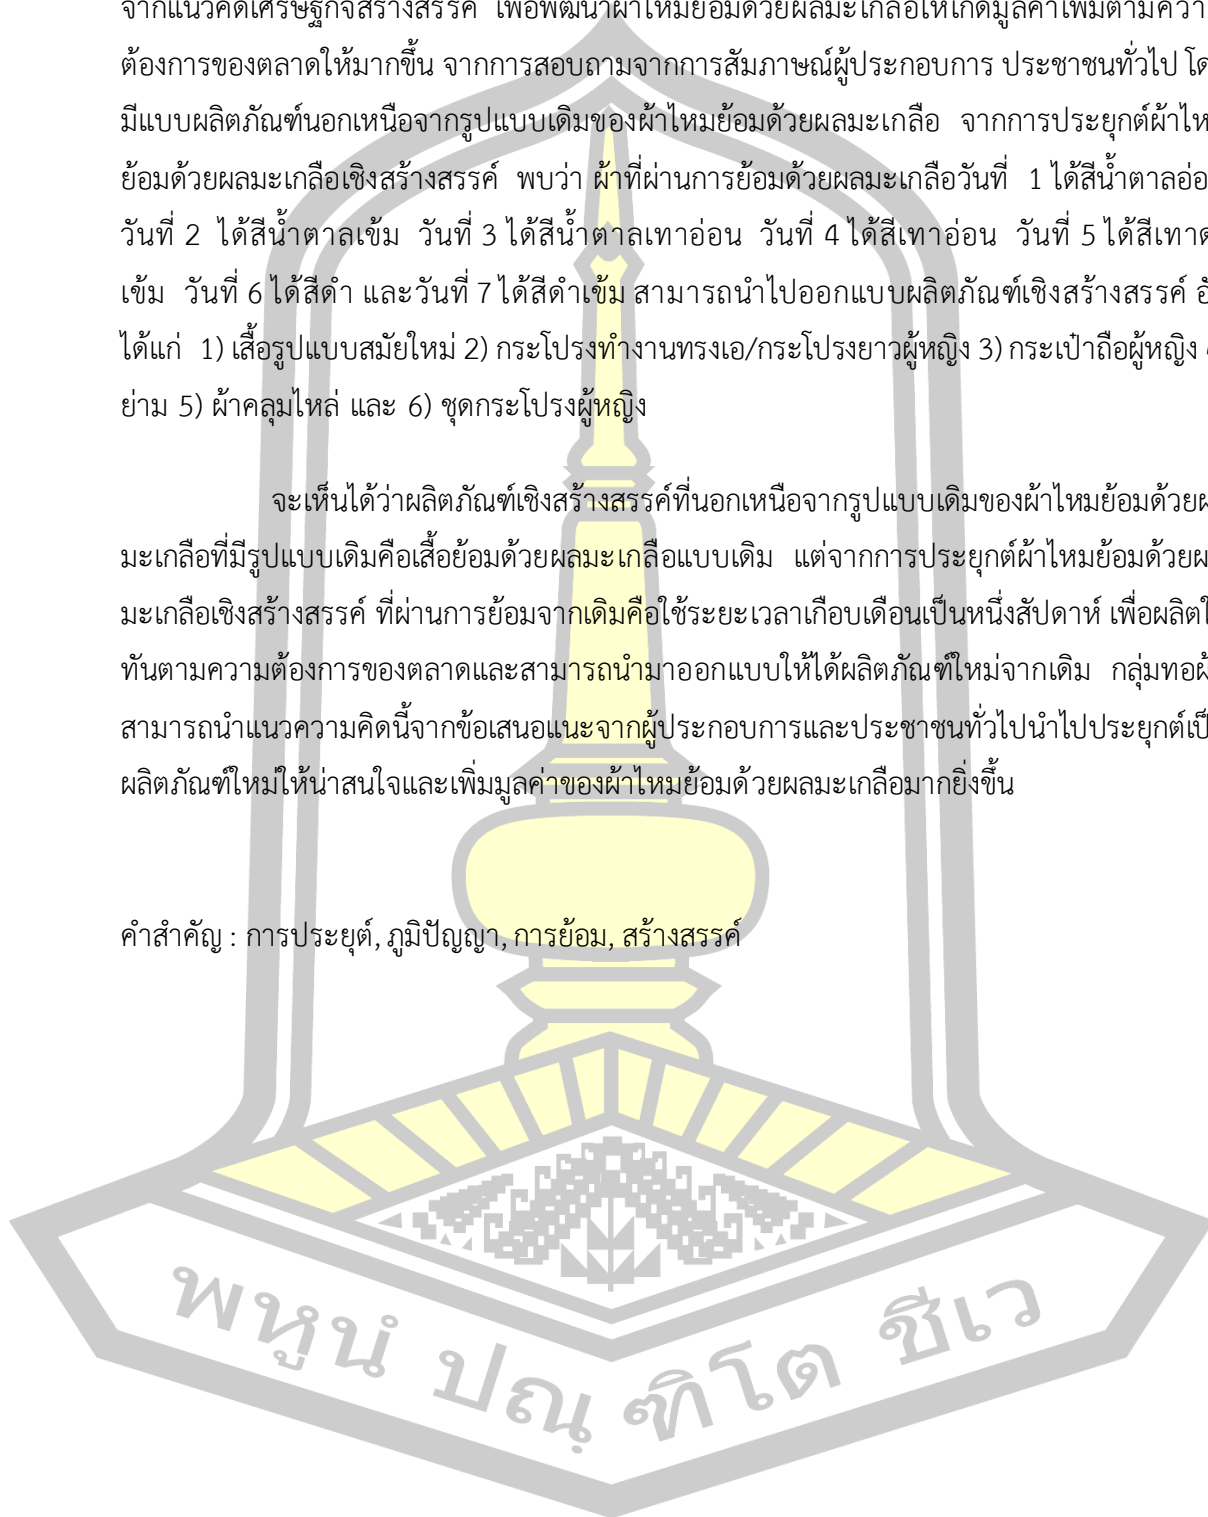 จากแนวคิดเศรษฐกิจสร้างสรรค์ เพื่อพัฒนาผ้าไหมย้อมด้วยผลมะเกลือให้เกิดมูลค่าเพิ่มตามความ
ต้องการของตลาดให้มากขึ้น จากการสอบถามจากการสัมภาษณ์ผู้ประกอบการ ประชาชนทั่วไป โด
มีแบบผลิตภัณฑ์นอกเหนือจากรูปแบบเดิมของผ้าไหมย้อมด้วยผลมะเกลือ จากการประยุกต์ผ้าไห
ย้อมด้วยผลมะเกลือเชิงสร้างสรรค์ พบว่า ผ้าที่ผ่านการย้อมด้วยผลมะเกลือวันที่ 1 ได้สีน้ำตาลอ่อ
วันที่ 2 ได้สีน้ำตาลเข้ม วันที่ 3 ได้สีน้ำตาลเทาอ่อน วันที่ 4 ได้สีเทาอ่อน วันที่ 5 ได้สีเทาด
เข้ม วันที่ 6 ได้สีดำ และวันที่ 7 ได้สีดำเข้ม สามารถนำไปออกแบบผลิตภัณฑ์เชิงสร้างสรรค์ อั
ได้แก่ 1) เสื้อรูปแบบสมัยใหม่ 2) กระโปรงทำงานทรงเอ/กระโปรงยาวผู้หญิง 3) กระเป๋าถือผู้หญิง
ย่าม 5) ผ้าคลุมไหล่ และ 6) ชุดกระโปรงผู้หญิง
จะเห็นได้ว่าผลิตภัณฑ์เชิงสร้างสรรค์ที่นอกเหนือจากรูปแบบเดิมของผ้าไหมย้อมด้วยผ
มะเกลือที่มีรูปแบบเดิมคือเสื้อย้อมด้วยผลมะเกลือแบบเดิม แต่จากการประยุกต์ผ้าไหมย้อมด้วยผ
มะเกลือเชิงสร้างสรรค์ ที่ผ่านการย้อมจากเดิมคือใช้ระยะเวลาเกือบเดือนเป็นหนึ่งสัปดาห์ เพื่อผลิตใ
ทันตามความต้องการของตลาดและสามารถนำมาออกแบบให้ได้ผลิตภัณฑ์ใหม่จากเดิม กลุ่มทอผ้
สามารถนำแนวความคิดนี้จากข้อเสนอแนะจากผู้ประกอบการและประชาชนทั่วไปนำไปประยุกต์เป็
ผลิตภัณฑ์ใหม่ให้น่าสนใจและเพิ่มมูลค่าของผ้าไหมย้อมด้วยผลมะเกลือมากยิ่งขึ้น
คำสำคัญ : การประยุต์, ภูมิปัญญา, การย้อม, สร้างสรรค์
พหูนํ ปณฺฑิโต ชีเว